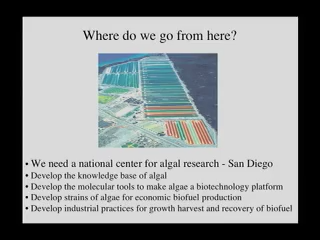 Where do we go from here?
• We need a national center for algal research - San Diego
• Develop the knowledge base of algal
• Develop the molecular tools to make algae a biotechnology platform
• Develop strains of algae for economic biofuel production
• Develop industrial practices for growth harvest and recovery of biofuel